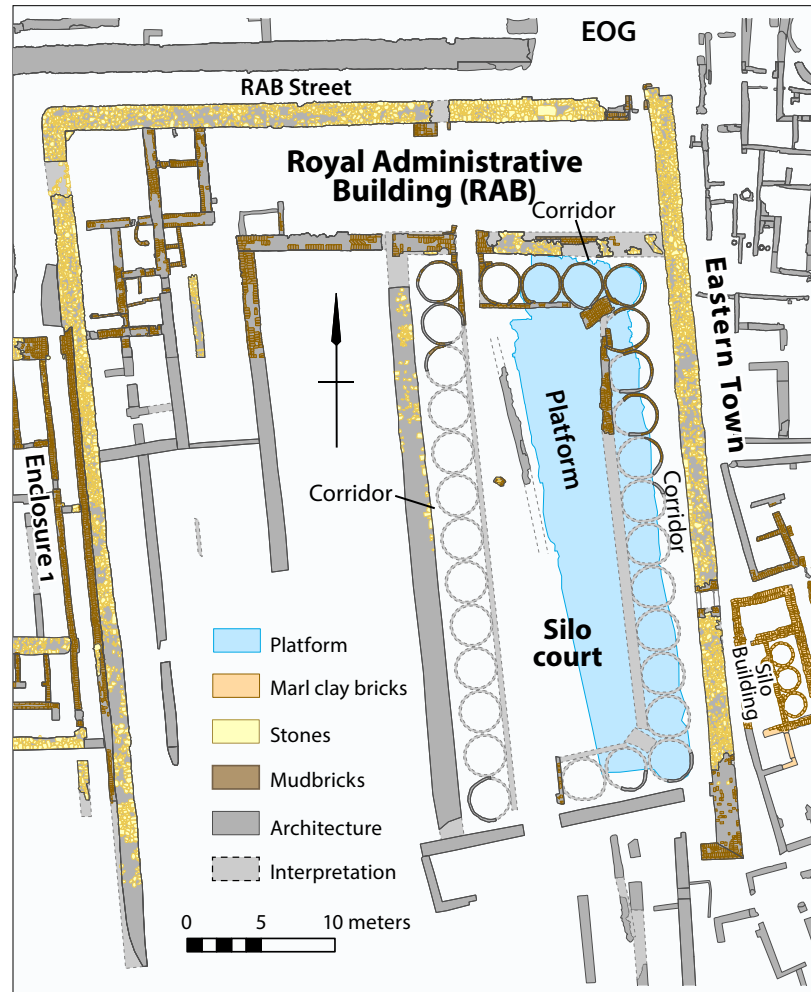 EOG
RAB Street
Royal Administrative
Building (RAB)
Corridor
Eastern Town
Platform
Corridor
Corridor
Enclosure 1
Silo
court
Silo
Building
Platform
Marl clay bricks
Stones
Mudbricks
Architecture
Interpretation
0 5 10 meters